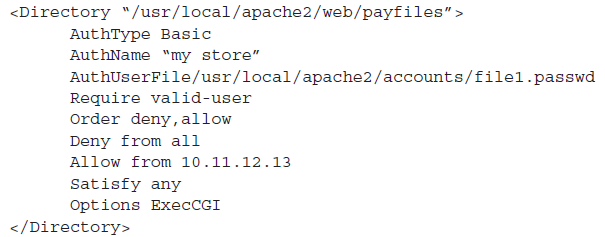 <Directory “/usr/local/apache2/web/payfiles”>
AuthType Basic
AuthName “my store”
AuthUserFile/usr/local/apache2/accounts/file1.passwd
Require valid-user
Order deny,allow
Deny from all
Allow from 10.11.12.13
Satisfy any
Options ExecCGI
</Directory>